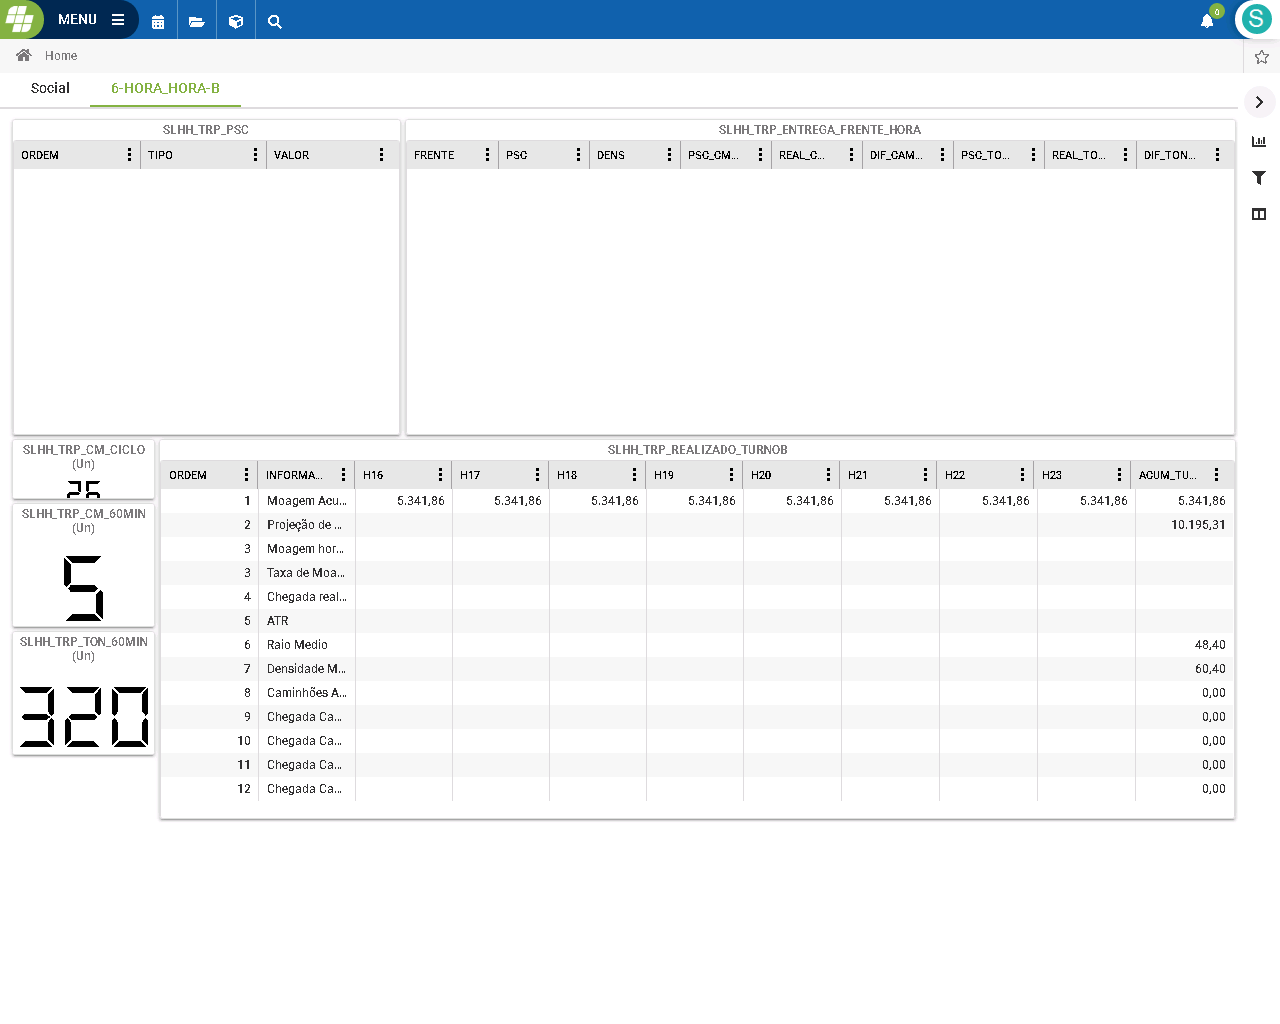 MENU
0
S
Home
Social 6-HORA_HORA-B
SLHH_TRP_PSC
ORDEM TIPO VALOR
SLHH_TRP_ENTREGA_FRENTE_HORA
FRENTE PSC DENS PSC_CM... REAL_C... DIF_CAM... PSC_TO... REAL_TO... DIF_TON...
SLHH_TRP_CM_CICLO
(Un)
SLHH_TRP_CM_60MIN
(Un)
5
SLHH_TRP_TON_60MIN
(Un)
320
SLHH_TRP_REALIZADO_TURNOB
ORDEM INFORMA... H16 H17 H18 H19 H20 H21 H22 H23 ACUM_TU...
1 Moagem Acu... 5.341,86 5.341,86 5.341,86 5.341,86 5.341,86 5.341,86 5.341,86 5.341,86 5.341,86
2 Projeção de ... 10.195,31
3 Moagem hor...
3 Taxa de Moa...
4 Chegada real...
5 ATR
6 Raio Medio 48,40
7 Densidade M... 60,40
8 Caminhões A... 0,00
9 Chegada Ca... 0,00
10 Chegada Ca... 0,00
11 Chegada Ca... 0,00
12 Chegada Ca... 0,00